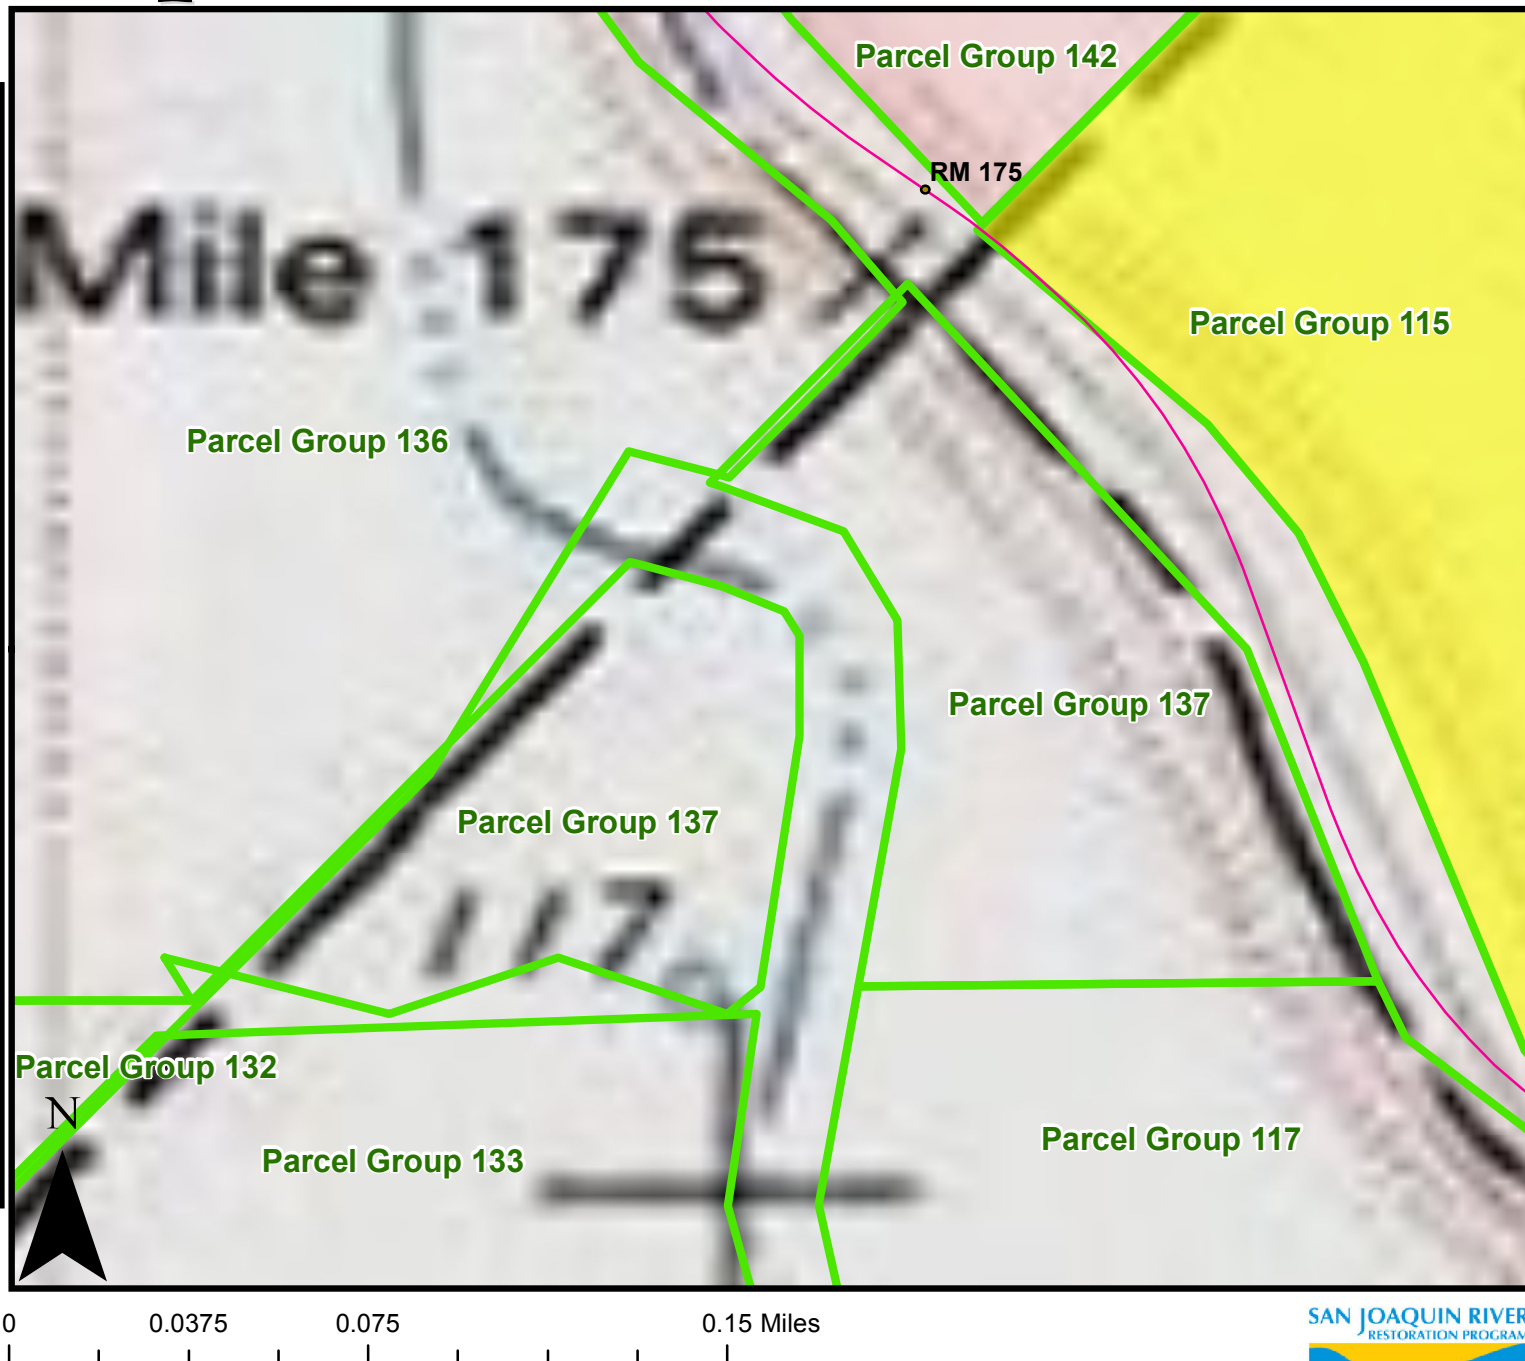 Parcel Group 142
RM 175
Mile 175
Parcel Group 115
Parcel Group 136
Parcel Group 137
Parcel Group 137
117
Parcel Group 132
N
Parcel Group 133
Parcel Group 117
0 0.0375 0.075 0.15 Miles
SAN JOAQUIN RIVER
RESTORATION PROGRAM